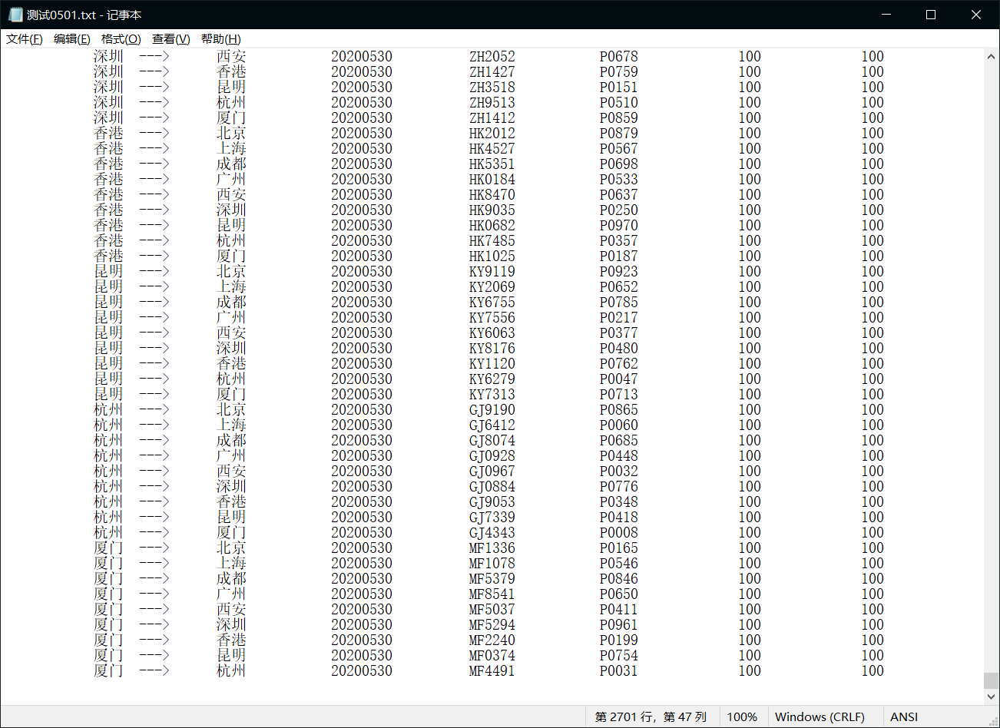 测试0501.txt - 记事本
文件(F) 编辑(E) 格式(O) 查看(V) 帮助(H)
深圳 ---> 西安 20200530 ZH2052 P0678 100 100
深圳 ---> 香港 20200530 ZH1427 P0759 100 100
深圳 ---> 昆明 20200530 ZH3518 P0151 100 100
深圳 ---> 杭州 20200530 ZH9513 P0510 100 100
深圳 ---> 厦门 20200530 ZH1412 P0859 100 100
香港 ---> 北京 20200530 HK2012 P0879 100 100
香港 ---> 上海 20200530 HK4527 P0567 100 100
香港 ---> 成都 20200530 HK5351 P0698 100 100
香港 ---> 广州 20200530 HK0184 P0533 100 100
香港 ---> 西安 20200530 HK8470 P0637 100 100
香港 ---> 深圳 20200530 HK9035 P0250 100 100
香港 ---> 昆明 20200530 HK0682 P0970 100 100
香港 ---> 杭州 20200530 HK7485 P0357 100 100
香港 ---> 厦门 20200530 HK1025 P0187 100 100
昆明 ---> 北京 20200530 KY9119 P0923 100 100
昆明 ---> 上海 20200530 KY2069 P0652 100 100
昆明 ---> 成都 20200530 KY6755 P0785 100 100
昆明 ---> 广州 20200530 KY7556 P0217 100 100
昆明 ---> 西安 20200530 KY6063 P0377 100 100
昆明 ---> 深圳 20200530 KY8176 P0480 100 100
昆明 ---> 香港 20200530 KY1120 P0762 100 100
昆明 ---> 杭州 20200530 KY6279 P0047 100 100
昆明 ---> 厦门 20200530 KY7313 P0713 100 100
杭州 ---> 北京 20200530 GJ9190 P0865 100 100
杭州 ---> 上海 20200530 GJ6412 P0060 100 100
杭州 ---> 成都 20200530 GJ8074 P0685 100 100
杭州 ---> 广州 20200530 GJ0928 P0448 100 100
杭州 ---> 西安 20200530 GJ0967 P0032 100 100
杭州 ---> 深圳 20200530 GJ0884 P0776 100 100
杭州 ---> 香港 20200530 GJ9053 P0348 100 100
杭州 ---> 昆明 20200530 GJ7339 P0418 100 100
杭州 ---> 厦门 20200530 GJ4343 P0008 100 100
厦门 ---> 北京 20200530 MF1336 P0165 100 100
厦门 ---> 上海 20200530 MF1078 P0546 100 100
厦门 ---> 成都 20200530 MF5379 P0846 100 100
厦门 ---> 广州 20200530 MF8541 P0650 100 100
厦门 ---> 西安 20200530 MF5037 P0411 100 100
厦门 ---> 深圳 20200530 MF5294 P0961 100 100
厦门 ---> 香港 20200530 MF2240 P0199 100 100
厦门 ---> 昆明 20200530 MF0374 P0754 100 100
厦门 ---> 杭州 20200530 MF4491 P0031 100 100
第 2701 行，第 47 列 100% Windows (CRLF) ANSI